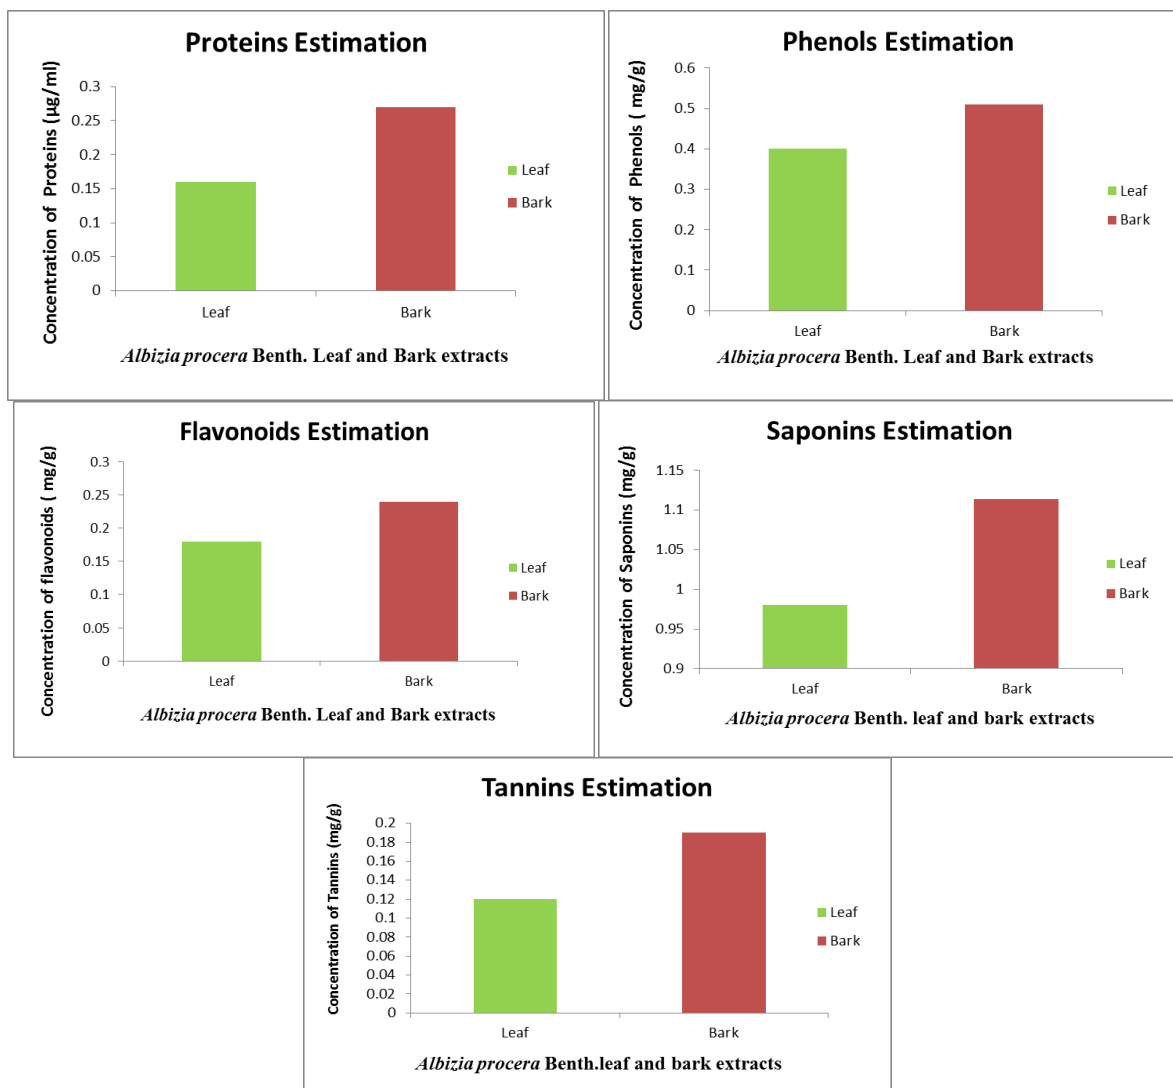 Proteins Estimation
Concentration of Proteins (µg/ml)
0.3
0.25
0.2
0.15
0.1
0.05
0
Leaf
Bark
Leaf
Bark
Albizia procera Benth. Leaf and Bark extracts
Phenols Estimation
Concentration of Phenols ( mg/g)
0.6
0.5
0.4
0.3
0.2
0.1
0
Leaf
Bark
Leaf
Bark
Albizia procera Benth. Leaf and Bark extracts
Flavonoids Estimation
Concentration of flavonoids ( mg/g)
0.3
0.25
0.2
0.15
0.1
0.05
0
Leaf
Bark
Leaf
Bark
Albizia procera Benth. Leaf and Bark extracts
Saponins Estimation
Concentration of Saponins (mg/g)
1.15
1.1
1.05
1
0.95
0.9
Leaf
Bark
Leaf
Bark
Albizia procera Benth. leaf and bark extracts
Tannins Estimation
Concentration of Tannins (mg/g)
0.2
0.18
0.16
0.14
0.12
0.1
0.08
0.06
0.04
0.02
0
Leaf
Bark
Leaf
Bark
Albizia procera Benth.leaf and bark extracts